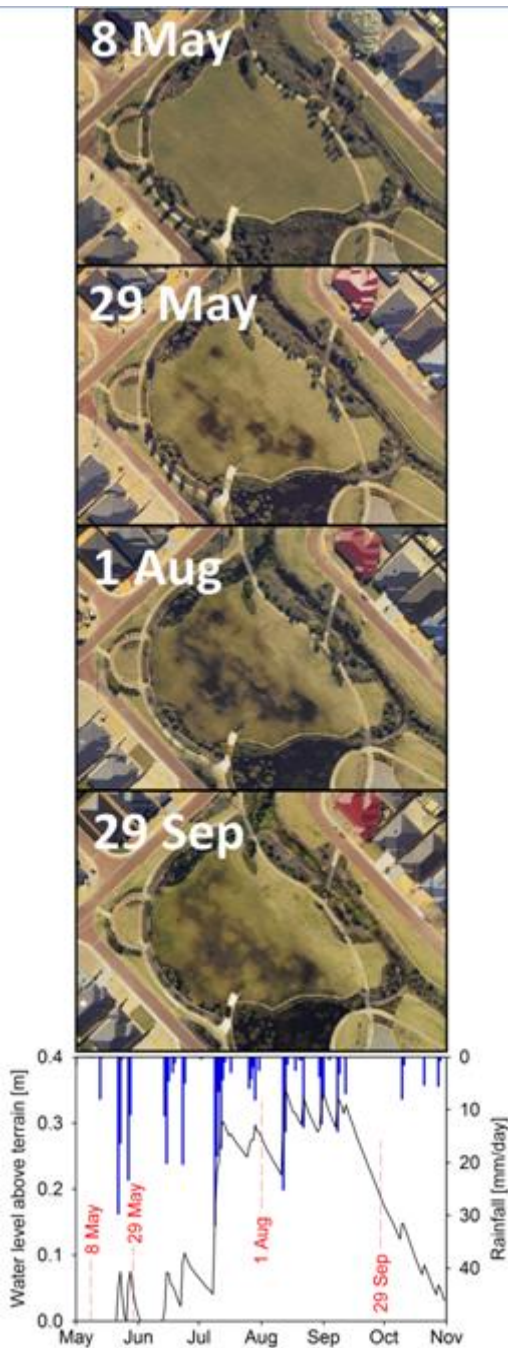 8 May
29 May
1 Aug
29 Sep
0.4
0.3
0.2
0.1
0.0
Water level above terrain [m]
8 May
29 May
1 Aug
29 Sep
0
10
20
30
40
Rainfall [mm/day]
May Jun Jul Aug Sep Oct Nov